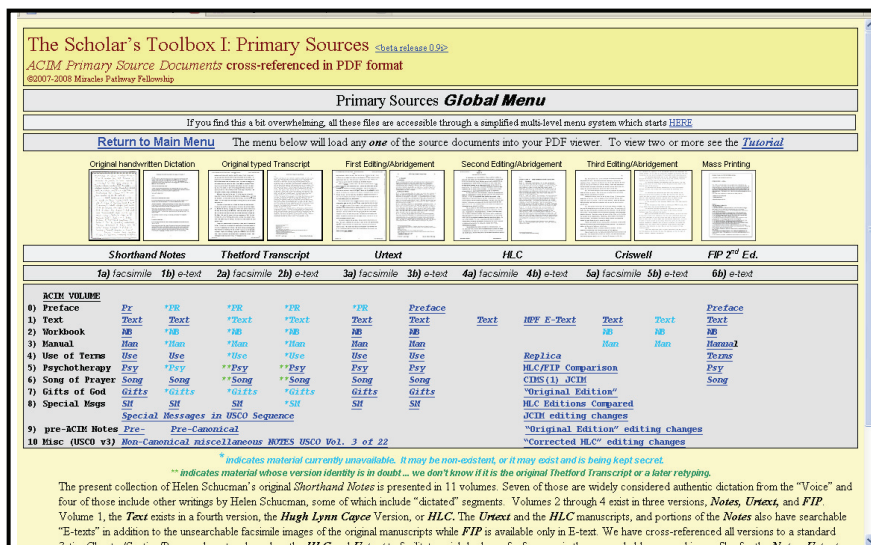 The Scholar's Toolbox I: Primary Sources <beta release 0.9>
ACIM Primary Source Documents cross-referenced in PDF format
©2007-2008 Miracles Pathway Fellowship
Primary Sources Global Menu
If you find this a bit overwhelming, all these files are accessible through a simplified multi-level menu system which starts HERE
Return to Main Menu The menu below will load any one of the source documents into your PDF viewer. To view two or more see the Tutorial
Original handwritten Dictation Original typed Transcript First Editing/Abridgement Second Editing/Abridgement Third Editing/Abridgement Mass Printing
Shorthand Notes Thetford Transcript Urtext HLC Criswell FIP 2nd Ed.
1a) facsimile 1b) e-text 2a) facsimile 2b) e-text 3a) facsimile 3b) e-text 4a) facsimile 4b) e-text 5a) facsimile 5b) e-text 6b) e-text
ACIM VOLUME
0) Preface Pr *PR *PR *PR *PR Preface Preface
1) Text Text Text *Text *Text Text Text Text MPF E-Text Text Text Text
2) Workbook WB *WB *WB *WB WB WB WB WB WB
3) Manual Man *Man *Man *Man Man Man Man Man Manual
4) Use of Terms Use Use *Use *Use Use Use Replica Terms
5) Psychotherapy Psy *Psy **Psy **Psy Psy Psy HLC/FIP Comparison Psy
6) Song of Prayer Song Song **Song **Song Song Song CIMS(1) JCIM Song
7) Gifts of God Gifts *Gifts *Gifts *Gifts Gifts Gifts "Original Edition"
8) Special Msgs SM SM SM *SM SM SM HLC Editions Compared
Special Messages in USCO Sequence JCIM editing changes
9) pre-ACIM Notes Pre- Pre-Canonical "Original Edition" editing changes
10 Misc (USCO v3) Non-Canonical miscellaneous NOTES USCO Vol. 3 of 22 "Corrected HLC" editing changes
* indicates material currently unavailable. It may be non-existent, or it may exist and is being kept secret.
** indicates material whose version identity is in doubt ... we don't know if it is the original Thetford Transcript or a later retyping.
The present collection of Helen Schucman's original Shorthand Notes is presented in 11 volumes. Seven of those are widely considered authentic dictation from the "Voice" and
four of those include other writings by Helen Schucman, some of which include "dictated" segments. Volumes 2 through 4 exist in three versions, Notes, Urtext, and FIP.
Volume 1, the Text exists in a fourth version, the Hugh Lynn Cayce Version, or HLC. The Urtext and the HLC manuscripts, and portions of the Notes also have searchable
"E-texts" in addition to the unsearchable facsimile images of the original manuscripts while FIP is available only in E-text. We have cross-referenced all versions to a standard